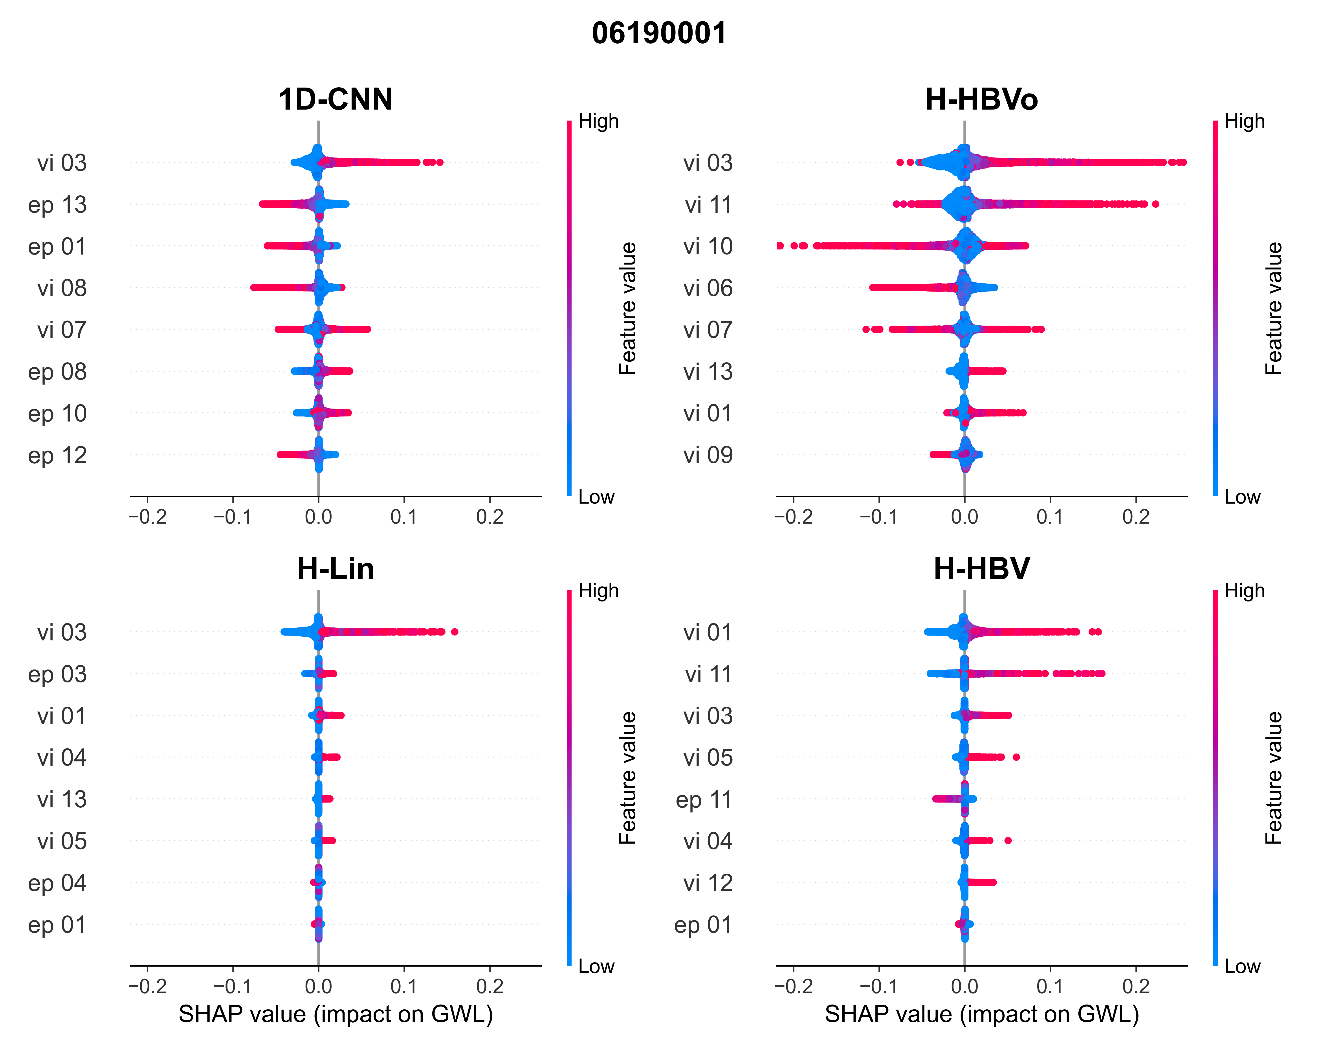 06190001
1D-CNN
High
vi 03
ep 13
ep 01
vi 08
vi 07
ep 08
ep 10
ep 12
Feature value
Low
−0.2 −0.1 0.0 0.1 0.2
H-HBVo
High
vi 03
vi 11
vi 10
vi 06
vi 07
vi 13
vi 01
vi 09
Feature value
Low
−0.2 −0.1 0.0 0.1 0.2
H-Lin
High
vi 03
ep 03
vi 01
vi 04
vi 13
vi 05
ep 04
ep 01
Feature value
Low
−0.2 −0.1 0.0 0.1 0.2
SHAP value (impact on GWL)
H-HBV
High
vi 01
vi 11
vi 03
vi 05
ep 11
vi 04
vi 12
ep 01
Feature value
Low
−0.2 −0.1 0.0 0.1 0.2
SHAP value (impact on GWL)